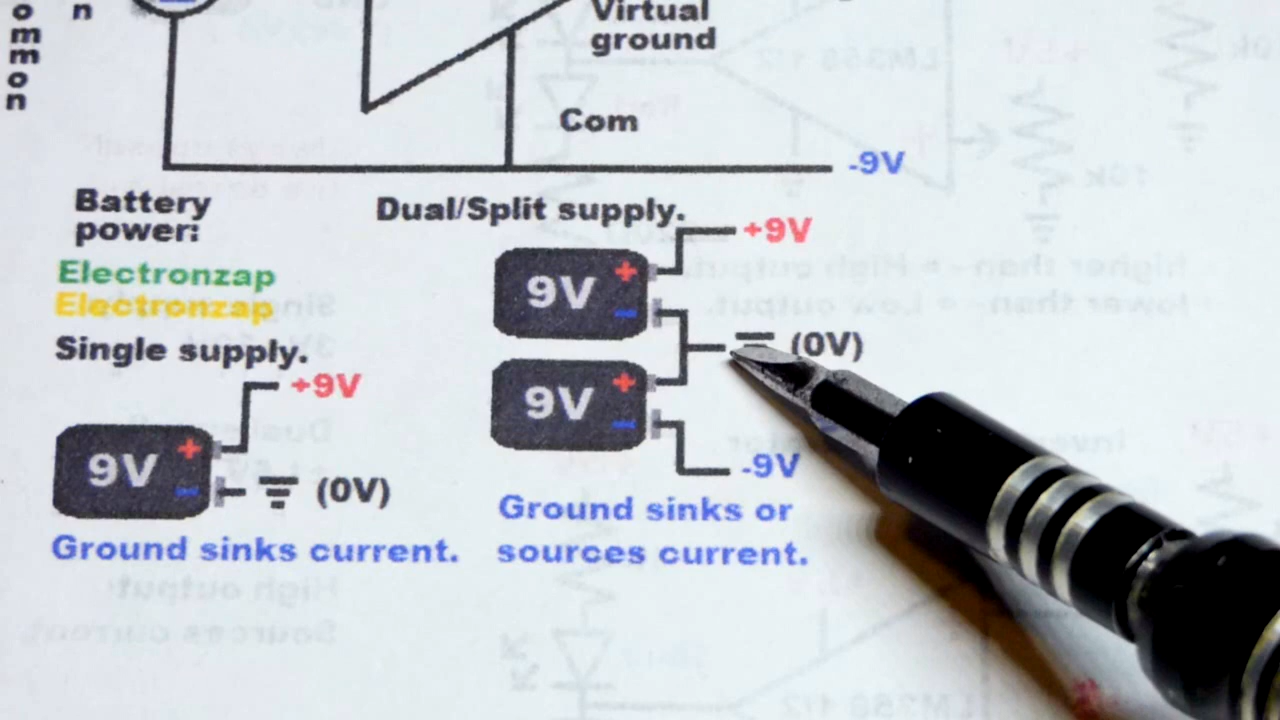 ommon
n
Virtual
ground
Com
-9V
Battery
power:
Electronzap
Electronzap
Single supply.
+9V
9V
+
-
(0V)
Ground sinks current.
Dual/Split supply.
+9V
9V
+
-
(0V)
9V
+
-
-9V
Ground sinks or
sources current.